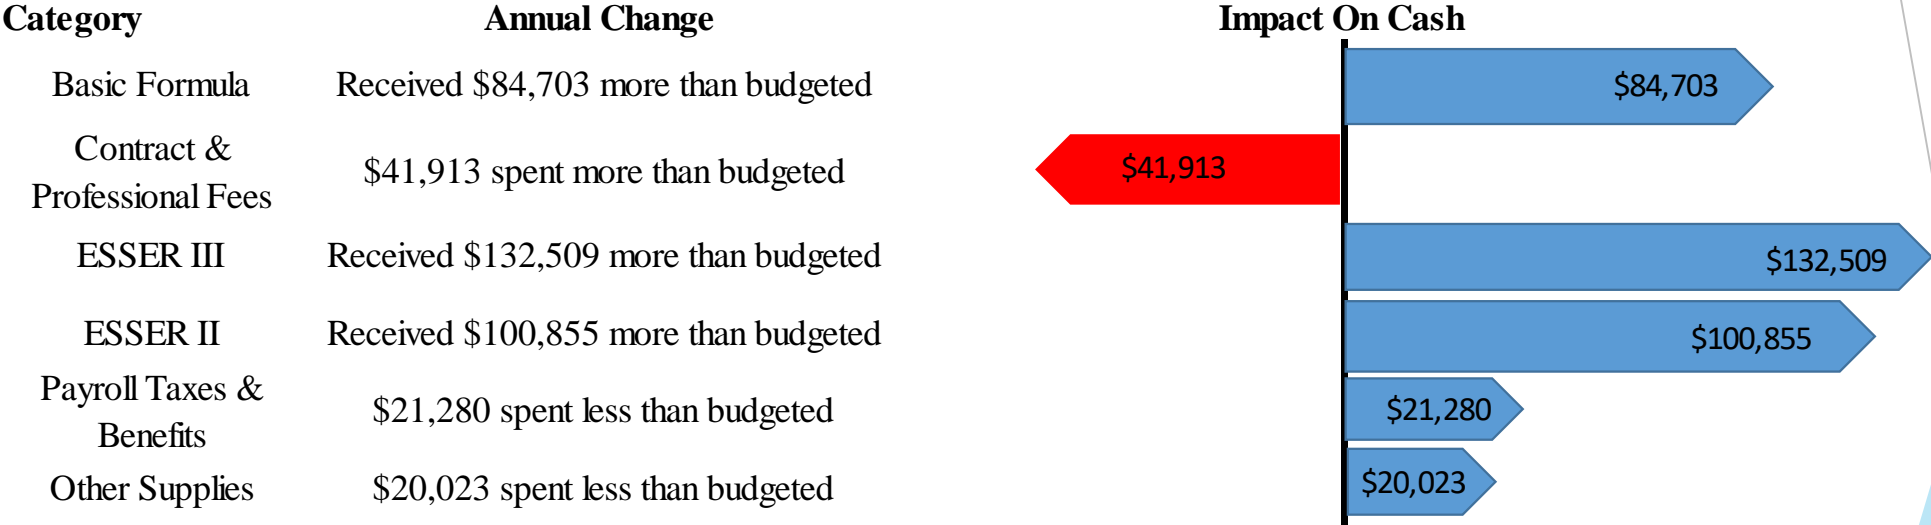 Category Annual Change Impact On Cash
Basic Formula Received $84,703 more than budgeted $84,703
Contract &
Professional Fees $41,913 spent more than budgeted $41,913
ESSER III Received $132,509 more than budgeted $132,509
ESSER II Received $100,855 more than budgeted $100,855
Payroll Taxes &
Benefits $21,280 spent less than budgeted $21,280
Other Supplies $20,023 spent less than budgeted $20,023